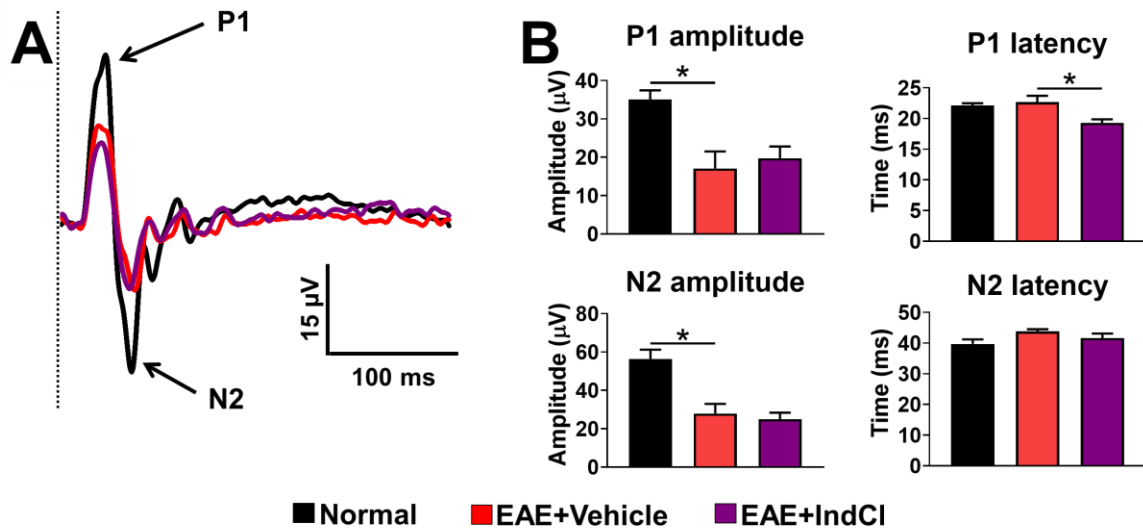 A
P1
N2
15 µV
100 ms
B
P1 amplitude
Amplitude (µV)
40
30
20
10
0
*
P1 latency
Time (ms)
25
20
15
10
5
0
*
N2 amplitude
Amplitude (µV)
80
60
40
20
0
*
N2 latency
Time (ms)
50
40
30
20
10
0
Normal EAE+Vehicle EAE+IndCl